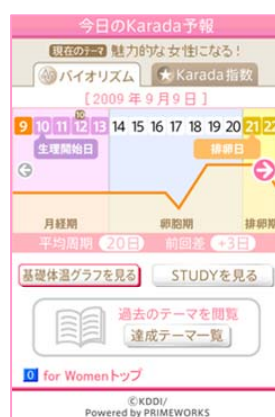 今日のKarada予報
現在のテーマ 魅力的な女性になる!
バイオリズム ★Karada指数
[2009年9月9日]
10
9 10 11 12 13 14 15 16 17 18 19 20 21 22
生理開始日 排卵日
月経期 卵胞期 排卵期
平均周期 20日 前回差 +3日
基礎体温グラフを見る STUDYを見る
過去のテーマを閲覧
達成テーマ一覧
0 for Womenトップ
©KDDI/
Powered by PRIMEWORKS